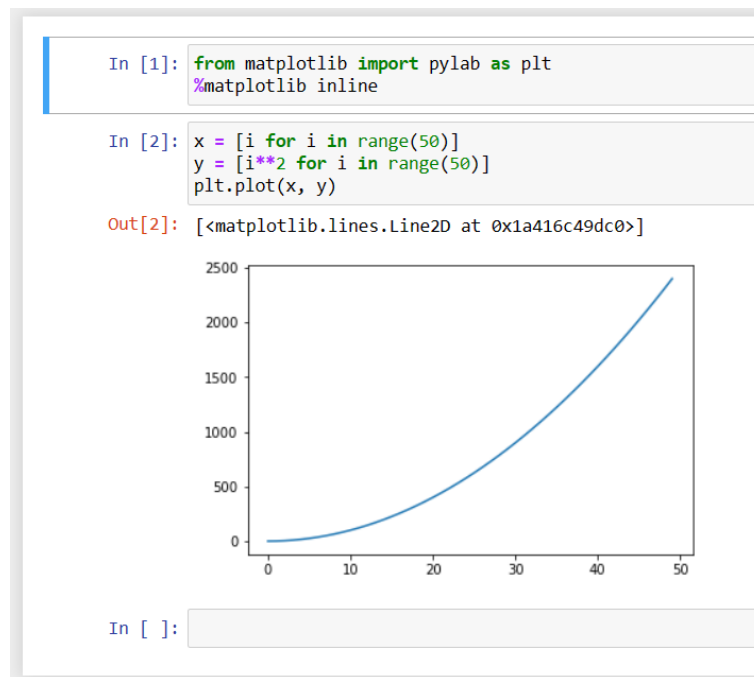 In [1]: from matplotlib import pylab as plt
%matplotlib inline
In [2]: x = [i for i in range(50)]
y = [i**2 for i in range(50)]
plt.plot(x, y)
Out[2]: [<matplotlib.lines.Line2D at 0x1a416c49dc0>]
2500
2000
1500
1000
500
0
0 10 20 30 40 50
In [ ]: